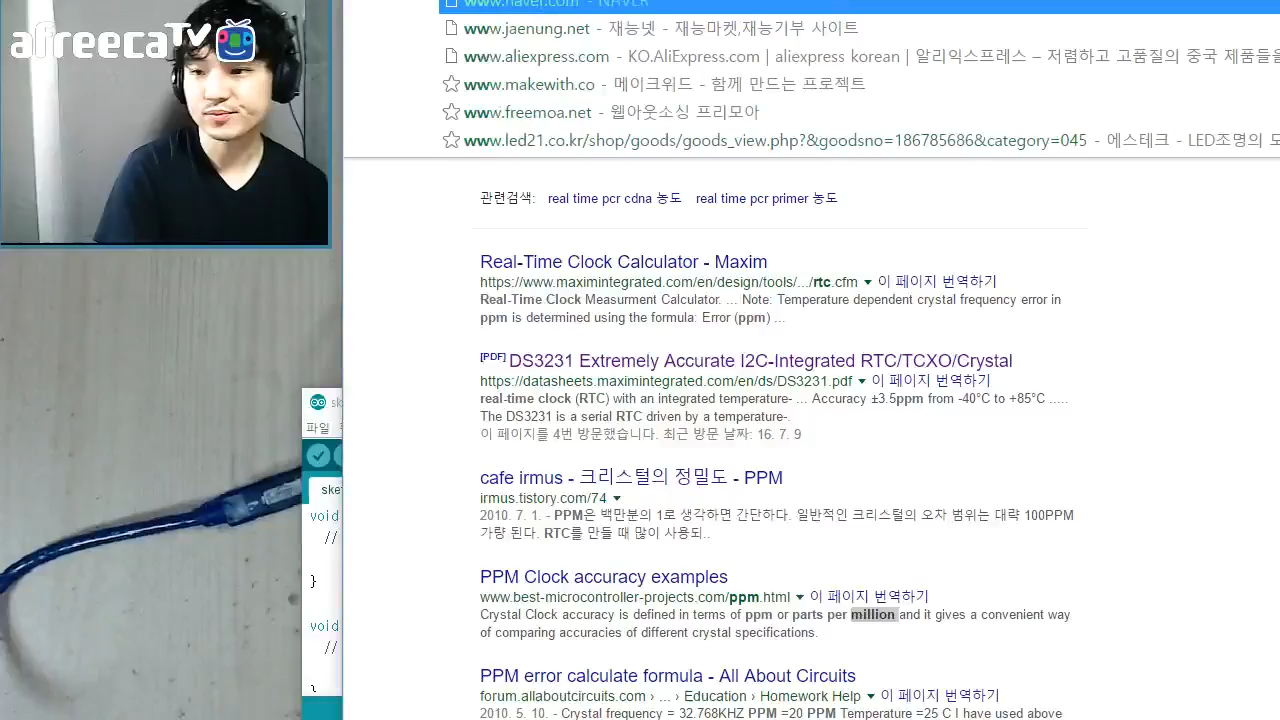 afreecaTV
www.naver.com - NAVER
www.jaenung.net - 재능넷 - 재능마켓,재능기부 사이트
www.aliexpress.com - KO.AliExpress.com | aliexpress korean | 알리익스프레스 – 저렴하고 고품질의 중국 제품들을
www.makewith.co - 메이크위드 - 함께 만드는 프로젝트
www.freemoa.net - 웹아웃소싱 프리모아
www.led21.co.kr/shop/goods/goods_view.php?&goodsno=186785686&category=045 - 에스테크 - LED조명의 모
관련검색: real time pcr cdna 농도 real time pcr primer 농도
Real-Time Clock Calculator - Maxim
https://www.maximintegrated.com/en/design/tools/.../rtc.cfm ▼ 이 페이지 번역하기
Real-Time Clock Measurment Calculator. ... Note: Temperature dependent crystal frequency error in
ppm is determined using the formula: Error (ppm) ...
[PDF] DS3231 Extremely Accurate I2C-Integrated RTC/TCXO/Crystal
https://datasheets.maximintegrated.com/en/ds/DS3231.pdf ▼ 이 페이지 번역하기
real-time clock (RTC) with an integrated temperature- ... Accuracy ±3.5ppm from -40°C to +85°C .....
The DS3231 is a serial RTC driven by a temperature-.
이 페이지를 4번 방문했습니다. 최근 방문 날짜: 16. 7. 9
cafe irmus - 크리스털의 정밀도 - PPM
irmus.tistory.com/74 ▼
2010. 7. 1. - PPM은 백만분의 1로 생각하면 간단하다. 일반적인 크리스털의 오차 범위는 대략 100PPM
가량 된다. RTC를 만들 때 많이 사용되..
PPM Clock accuracy examples
www.best-microcontroller-projects.com/ppm.html ▼ 이 페이지 번역하기
Crystal Clock accuracy is defined in terms of ppm or parts per million and it gives a convenient way
of comparing accuracies of different crystal specifications.
PPM error calculate formula - All About Circuits
forum.allaboutcircuits.com › ... › Education › Homework Help ▼ 이 페이지 번역하기
2010. 5. 10. - Crystal frequency = 32.768KHZ PPM =20 PPM Temperature =25 C I have used above
파일
void
//
}
void
//